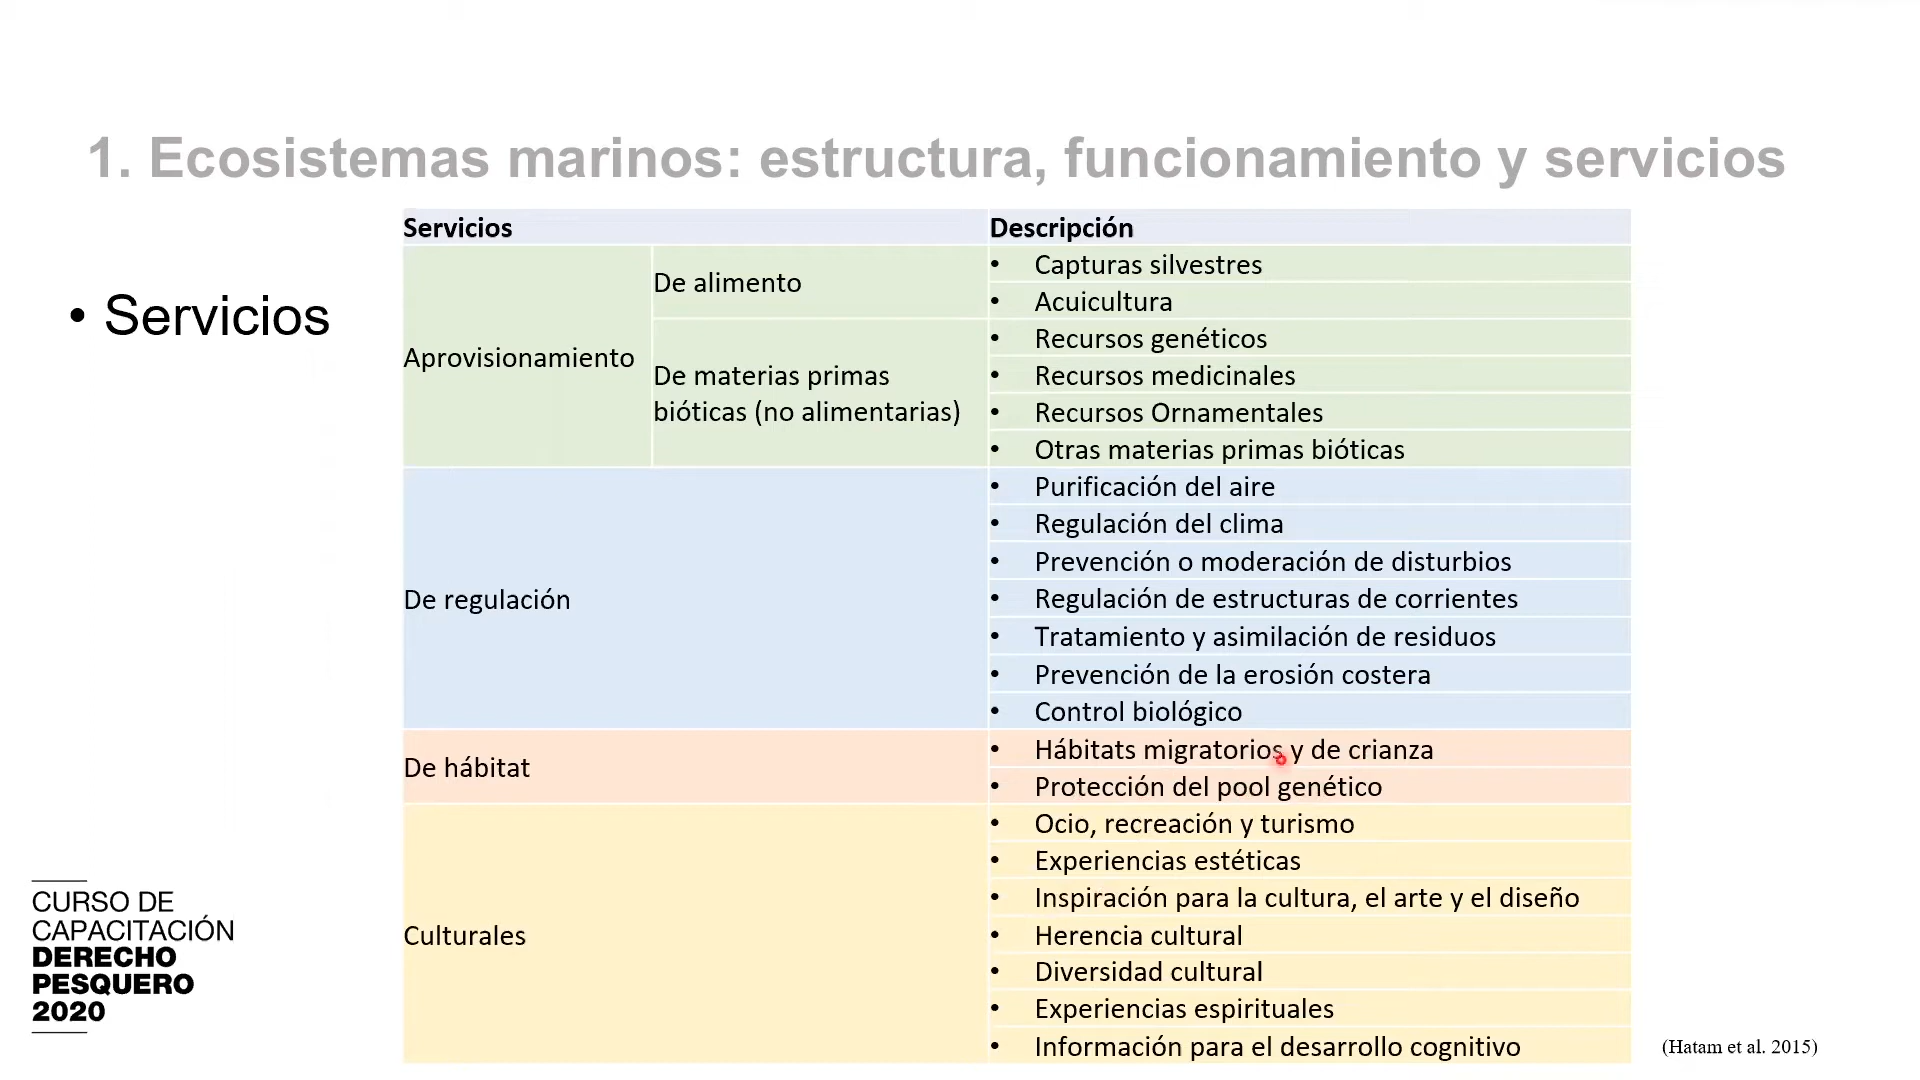 1. Ecosistemas marinos: estructura, funcionamiento y servicios
• Servicios
Servicios
Descripción
Aprovisionamiento
De alimento
• Capturas silvestres
• Acuicultura
De materias primas
bióticas (no alimentarias)
• Recursos genéticos
• Recursos medicinales
• Recursos Ornamentales
• Otras materias primas bióticas
De regulación
• Purificación del aire
• Regulación del clima
• Prevención o moderación de disturbios
• Regulación de estructuras de corrientes
• Tratamiento y asimilación de residuos
• Prevención de la erosión costera
• Control biológico
De hábitat
• Hábitats migratorios y de crianza
• Protección del pool genético
Culturales
• Ocio, recreación y turismo
• Experiencias estéticas
• Inspiración para la cultura, el arte y el diseño
• Herencia cultural
• Diversidad cultural
• Experiencias espirituales
• Información para el desarrollo cognitivo
CURSO DE
CAPACITACIÓN
DERECHO
PESQUERO
2020
(Hatam et al. 2015)